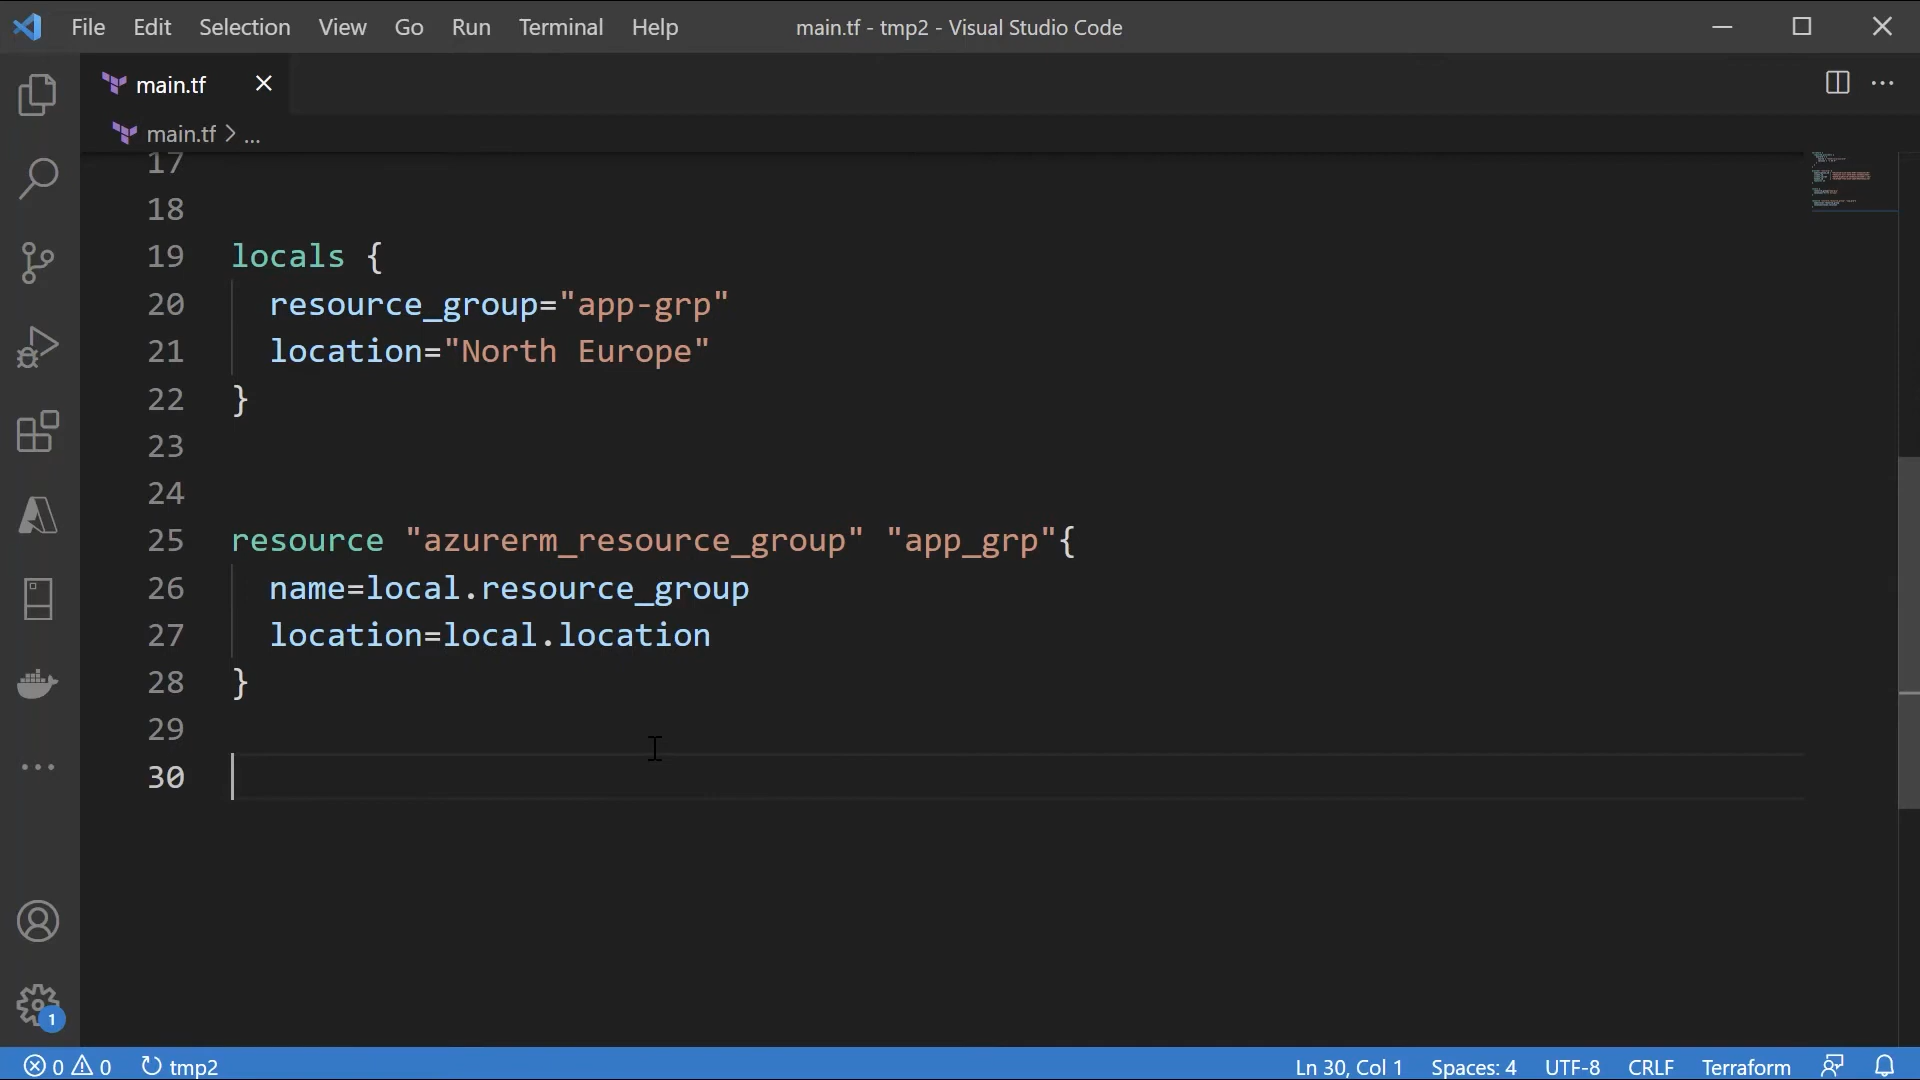 File Edit Selection View Go Run Terminal Help main.tf - tmp2 - Visual Studio Code
main.tf
main.tf > ...
17
18
19 locals {
20 resource_group="app-grp"
21 location="North Europe"
22 }
23
24
25 resource "azurerm_resource_group" "app_grp"{
26 name=local.resource_group
27 location=local.location
28 }
29
30
1
0 0 tmp2 Ln 30, Col 1 Spaces: 4 UTF-8 CRLF Terraform